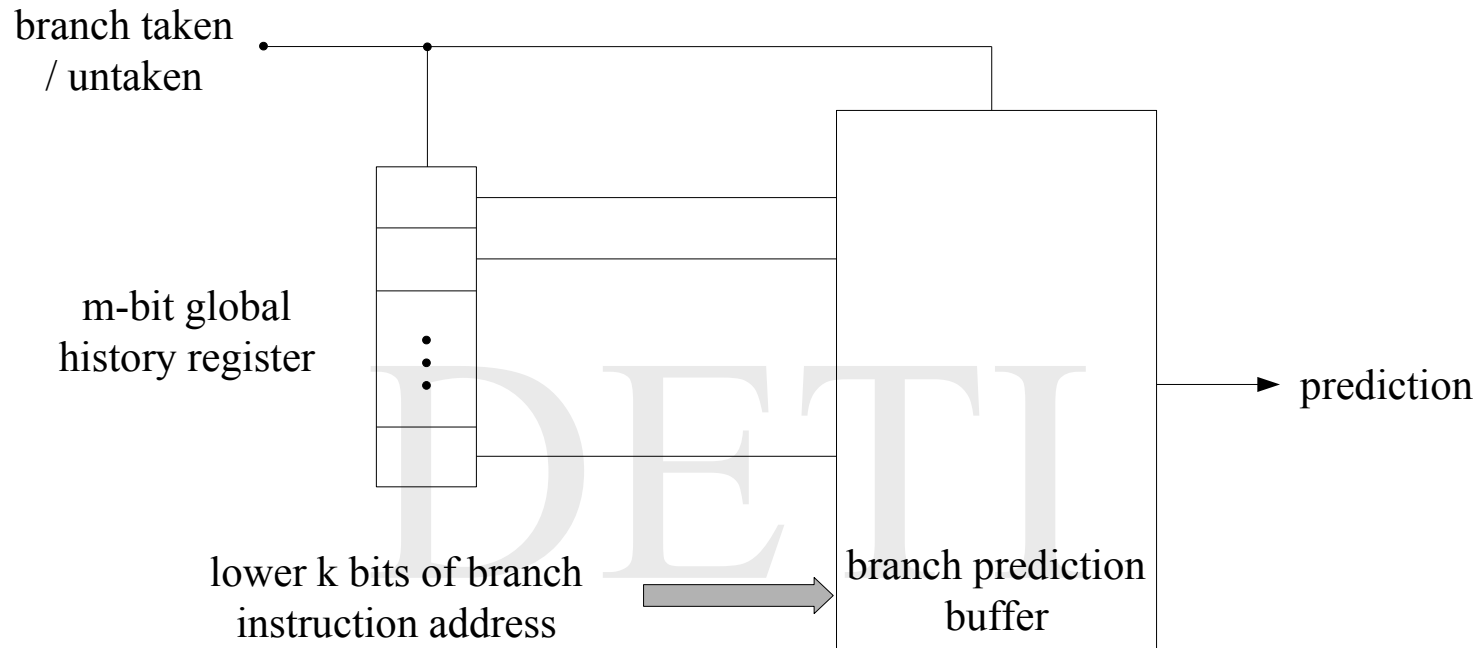 branch taken
/ untaken
m-bit global
history register
prediction
DETI
lower k bits of branch
instruction address
branch prediction
buffer